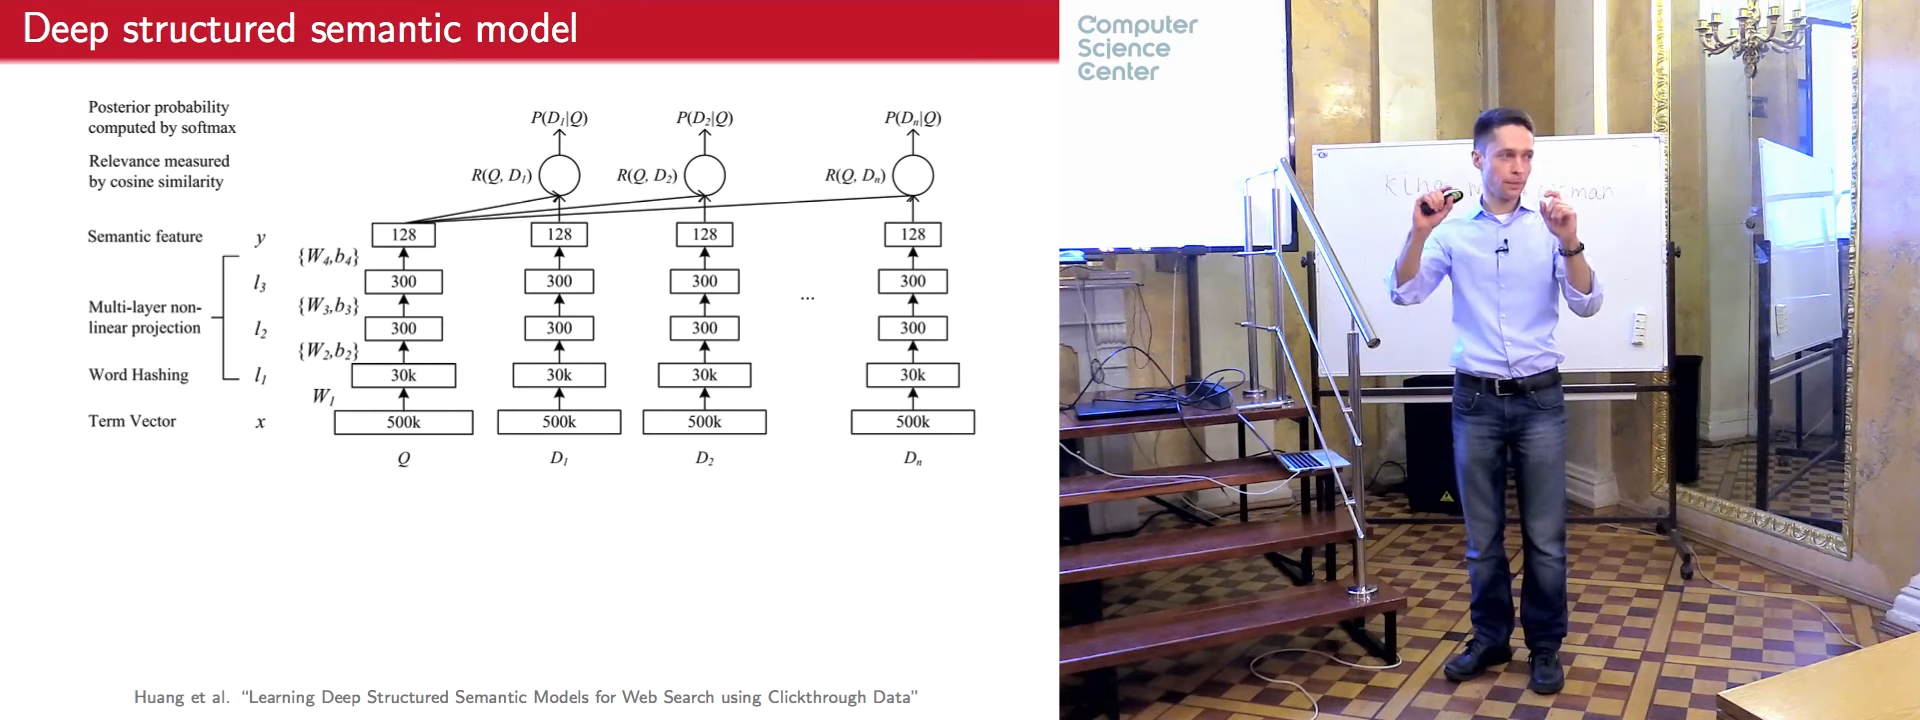 Deep structured semantic model
Posterior probability
computed by softmax
P(D₁|Q) P(D₂|Q) P(Dₙ|Q)
Relevance measured
by cosine similarity
R(Q, D₁) R(Q, D₂) R(Q, Dₙ)
Semantic feature y 128 128 128 128
{W₄,b₄}
l₃ 300 300 300 300
{W₃,b₃} ...
Multi-layer non-
linear projection
l₂ 300 300 300 300
{W₂,b₂}
Word Hashing l₁ 30k 30k 30k 30k
W₁
Term Vector x 500k 500k 500k 500k
Q D₁ D₂ Dₙ
Huang et al. “Learning Deep Structured Semantic Models for Web Search using Clickthrough Data”
Computer
Science
Center
king